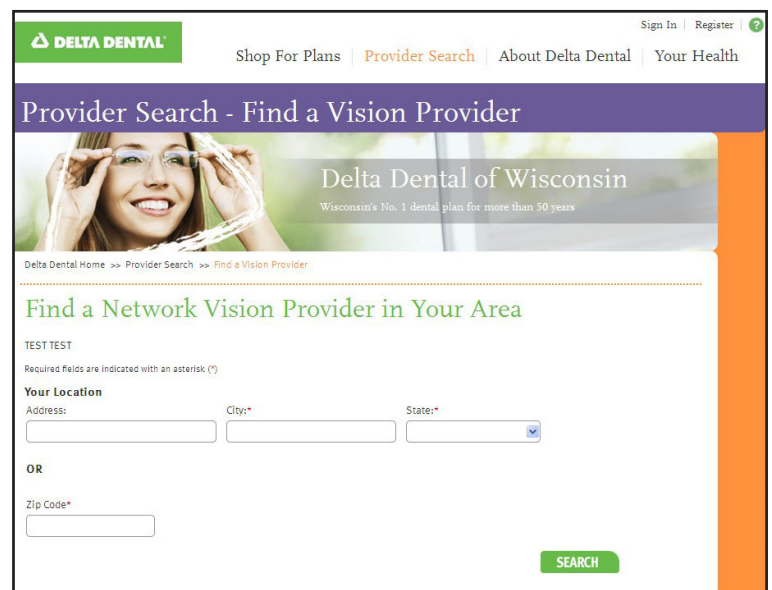 Sign In | Register | ?
DELTA DENTAL
Shop For Plans | Provider Search | About Delta Dental | Your Health
Provider Search - Find a Vision Provider
Delta Dental of Wisconsin
Wisconsin's No. 1 dental plan for more than 50 years
Delta Dental Home >> Provider Search >> Find a Vision Provider
Find a Network Vision Provider in Your Area
TEST TEST
Required fields are indicated with an asterisk (*)
Your Location
Address: City:* State:*
OR
Zip Code*
SEARCH